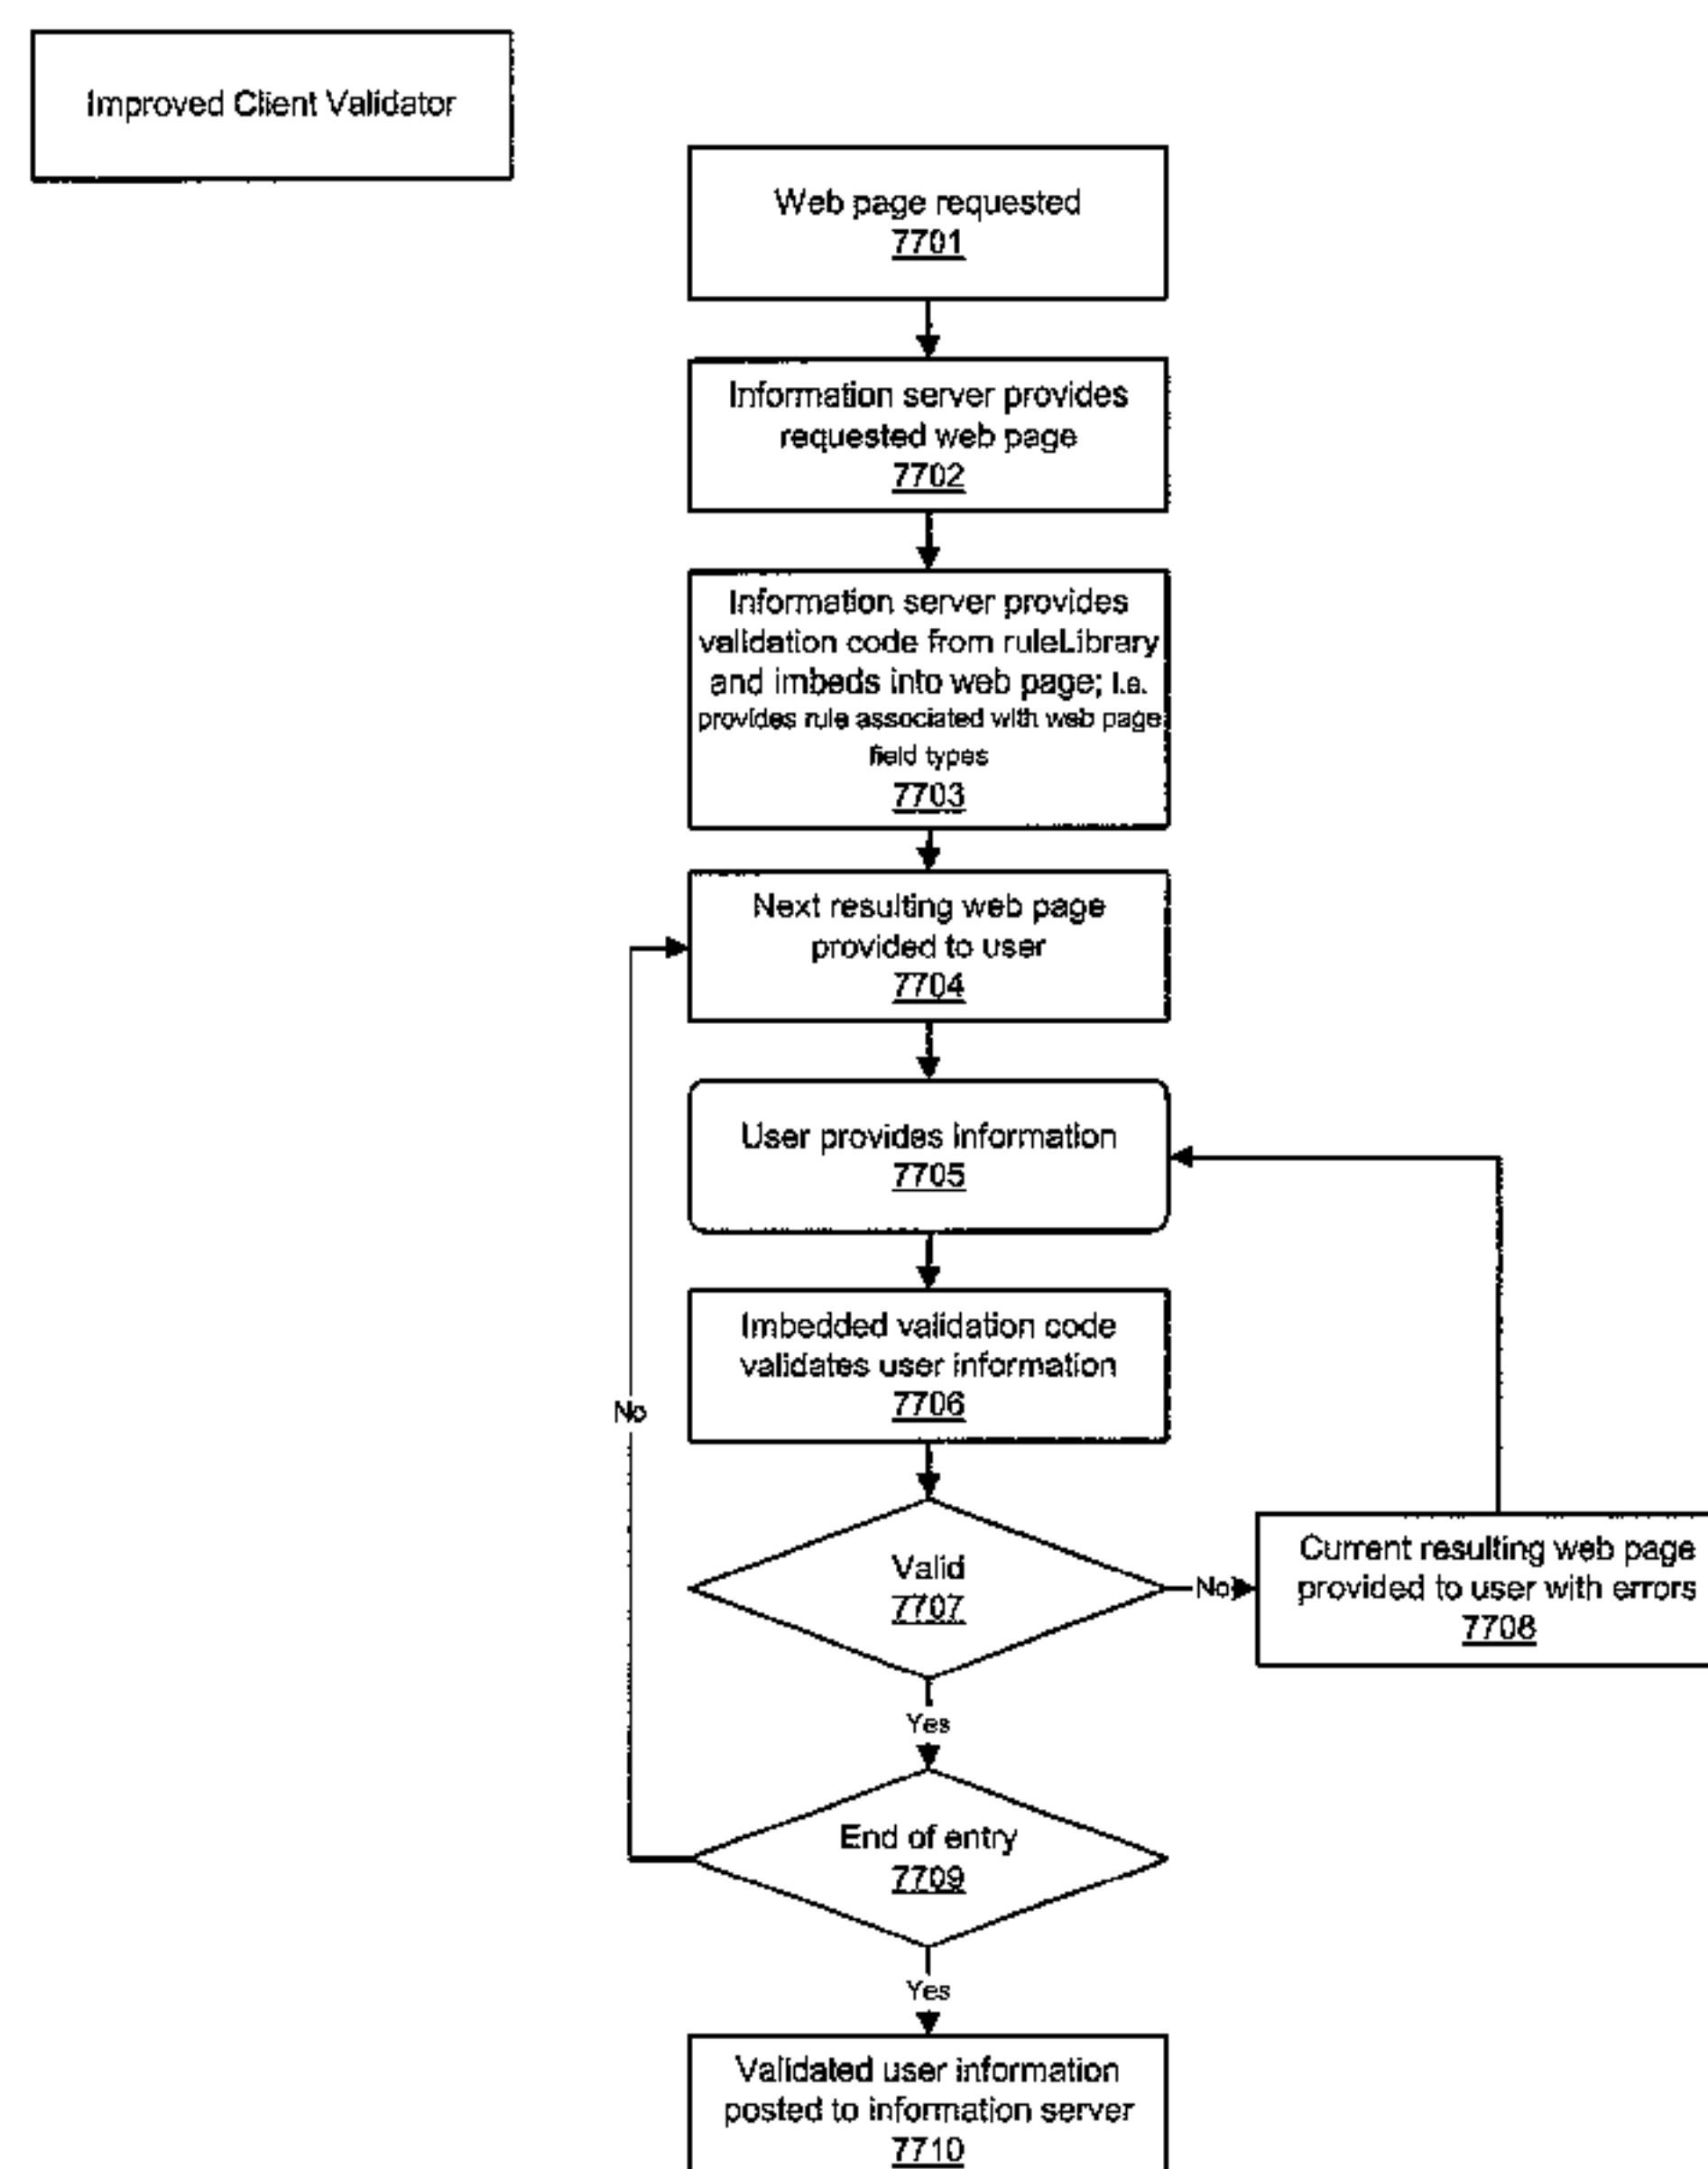 Improved Client Validator
Web page requested
7701
Information server provides
requested web page
7702
Information server provides
validation code from ruleLibrary
and imbeds into web page; i.e.
provides rule associated with web page
field types
7703
Next resulting web page
provided to user
7704
User provides information
7705
Imbedded validation code
validates user information
7706
No
Valid
7707
No
Current resulting web page
provided to user with errors
7708
Yes
End of entry
7709
Yes
Validated user information
posted to information server
7710